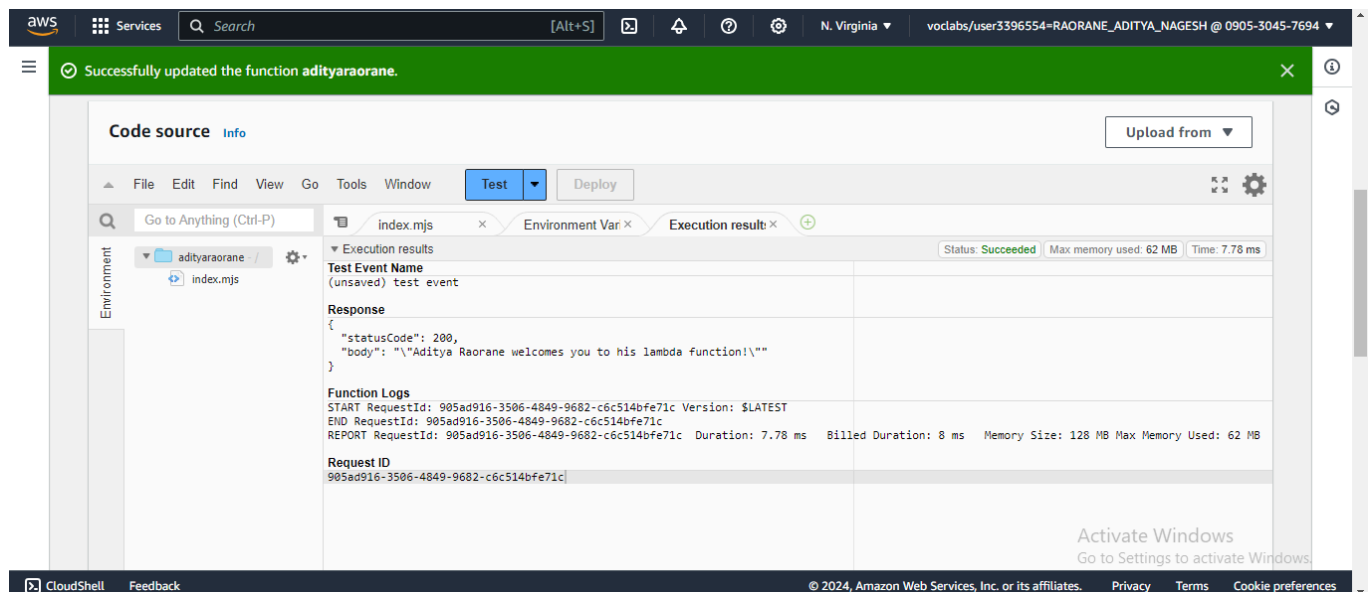 aws Services Search [Alt+S] N. Virginia ▼ voclabs/user3396554=RAORANE_ADITYA_NAGESH @ 0905-3045-7694 ▼
Successfully updated the function adityaraorane.
Code source Info Upload from ▼
File Edit Find View Go Tools Window Test Deploy
Go to Anything (Ctrl-P) index.mjs × Environment Var × Execution results ×
Environment
adityaraorane - /
index.mjs
Execution results Status: Succeeded Max memory used: 62 MB Time: 7.78 ms
Test Event Name
(unsaved) test event
Response
{
"statusCode": 200,
"body": "\"Aditya Raorane welcomes you to his lambda function!\""
}
Function Logs
START RequestId: 905ad916-3506-4849-9682-c6c514bfe71c Version: $LATEST
END RequestId: 905ad916-3506-4849-9682-c6c514bfe71c
REPORT RequestId: 905ad916-3506-4849-9682-c6c514bfe71c Duration: 7.78 ms Billed Duration: 8 ms Memory Size: 128 MB Max Memory Used: 62 MB
Request ID
905ad916-3506-4849-9682-c6c514bfe71c
Activate Windows
Go to Settings to activate Windows.
CloudShell Feedback © 2024, Amazon Web Services, Inc. or its affiliates. Privacy Terms Cookie preferences